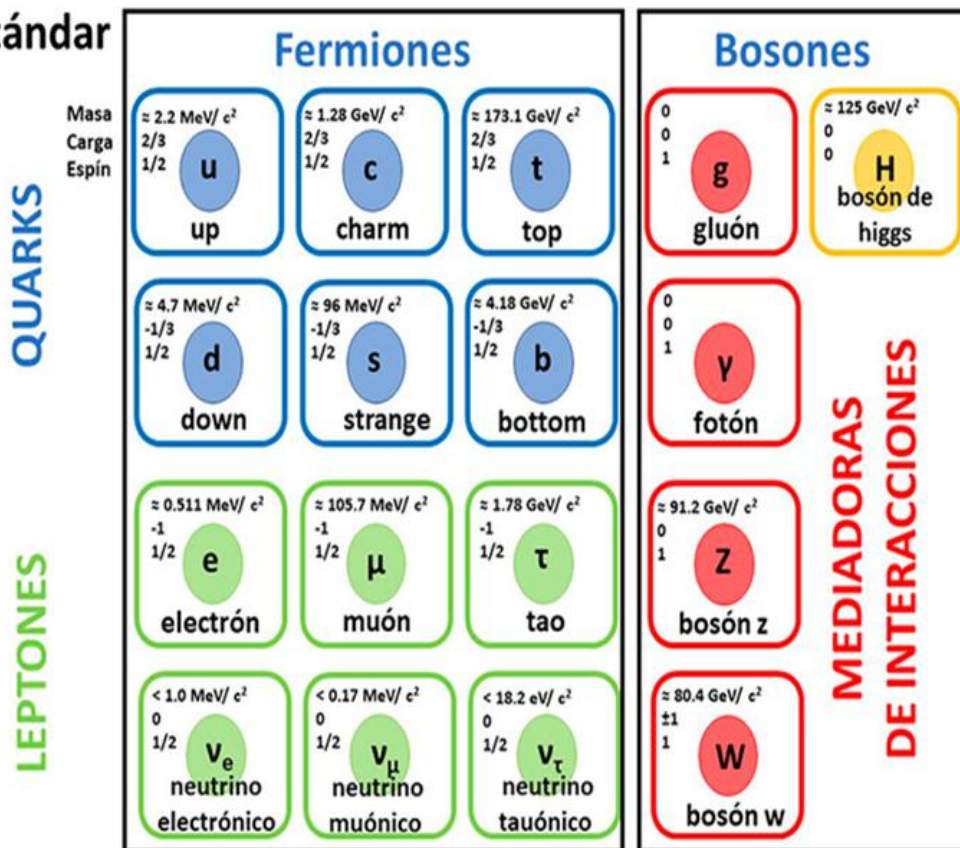 tándar
Fermiones
Bosones
Masa
Carga
Espín
QUARKS
≈ 2.2 MeV/ c²
2/3
1/2
u
up
≈ 1.28 GeV/ c²
2/3
1/2
c
charm
≈ 173.1 GeV/ c²
2/3
1/2
t
top
0
0
1
g
gluón
≈ 125 GeV/ c²
0
0
H
bosón de
higgs
≈ 4.7 MeV/ c²
-1/3
1/2
d
down
≈ 96 MeV/ c²
-1/3
1/2
s
strange
≈ 4.18 GeV/ c²
-1/3
1/2
b
bottom
0
0
1
γ
fotón
LEPTONES
≈ 0.511 MeV/ c²
-1
1/2
e
electrón
≈ 105.7 MeV/ c²
-1
1/2
μ
muón
≈ 1.78 GeV/ c²
-1
1/2
τ
tao
≈ 91.2 GeV/ c²
0
1
Z
bosón z
< 1.0 MeV/ c²
0
1/2
νe
neutrino
electrónico
< 0.17 MeV/ c²
0
1/2
νμ
neutrino
muónico
< 18.2 eV/ c²
0
1/2
ντ
neutrino
tauónico
≈ 80.4 GeV/ c²
±1
1
W
bosón w
MEDIADORAS
DE INTERACCIONES